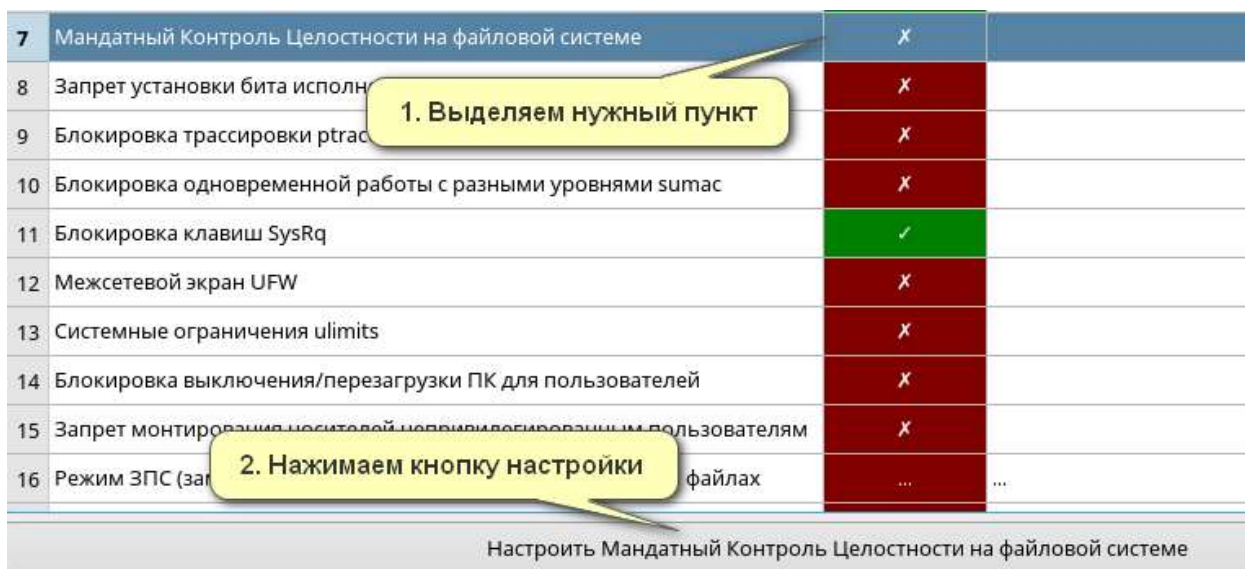 7 Мандатный Контроль Целостности на файловой системе ✗
8 Запрет установки бита исполн ✗
1. Выделяем нужный пункт
9 Блокировка трассировки ptrac ✗
10 Блокировка одновременной работы с разными уровнями sumac ✗
11 Блокировка клавиш SysRq ✓
12 Межсетевой экран UFW ✗
13 Системные ограничения ulimits ✗
14 Блокировка выключения/перезагрузки ПК для пользователей ✗
15 Запрет монтирования носителей непривилегированным пользователям ✗
2. Нажимаем кнопку настройки
16 Режим ЗПС (за файлах ... ...
Настроить Мандатный Контроль Целостности на файловой системе